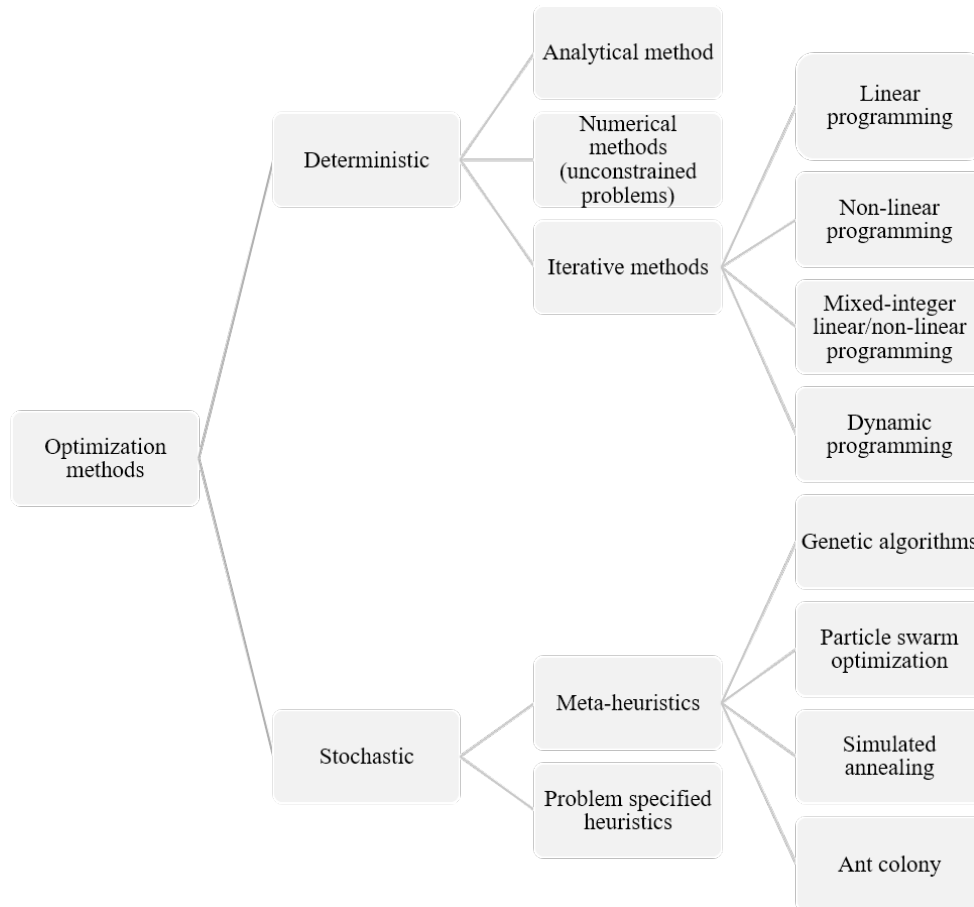 Optimization
methods
Deterministic
Analytical method
Numerical
methods
(unconstrained
problems)
Iterative methods
Linear
programming
Non-linear
programming
Mixed-integer
linear/non-linear
programming
Dynamic
programming
Stochastic
Meta-heuristics
Genetic algorithms
Particle swarm
optimization
Simulated
annealing
Ant colony
Problem specified
heuristics